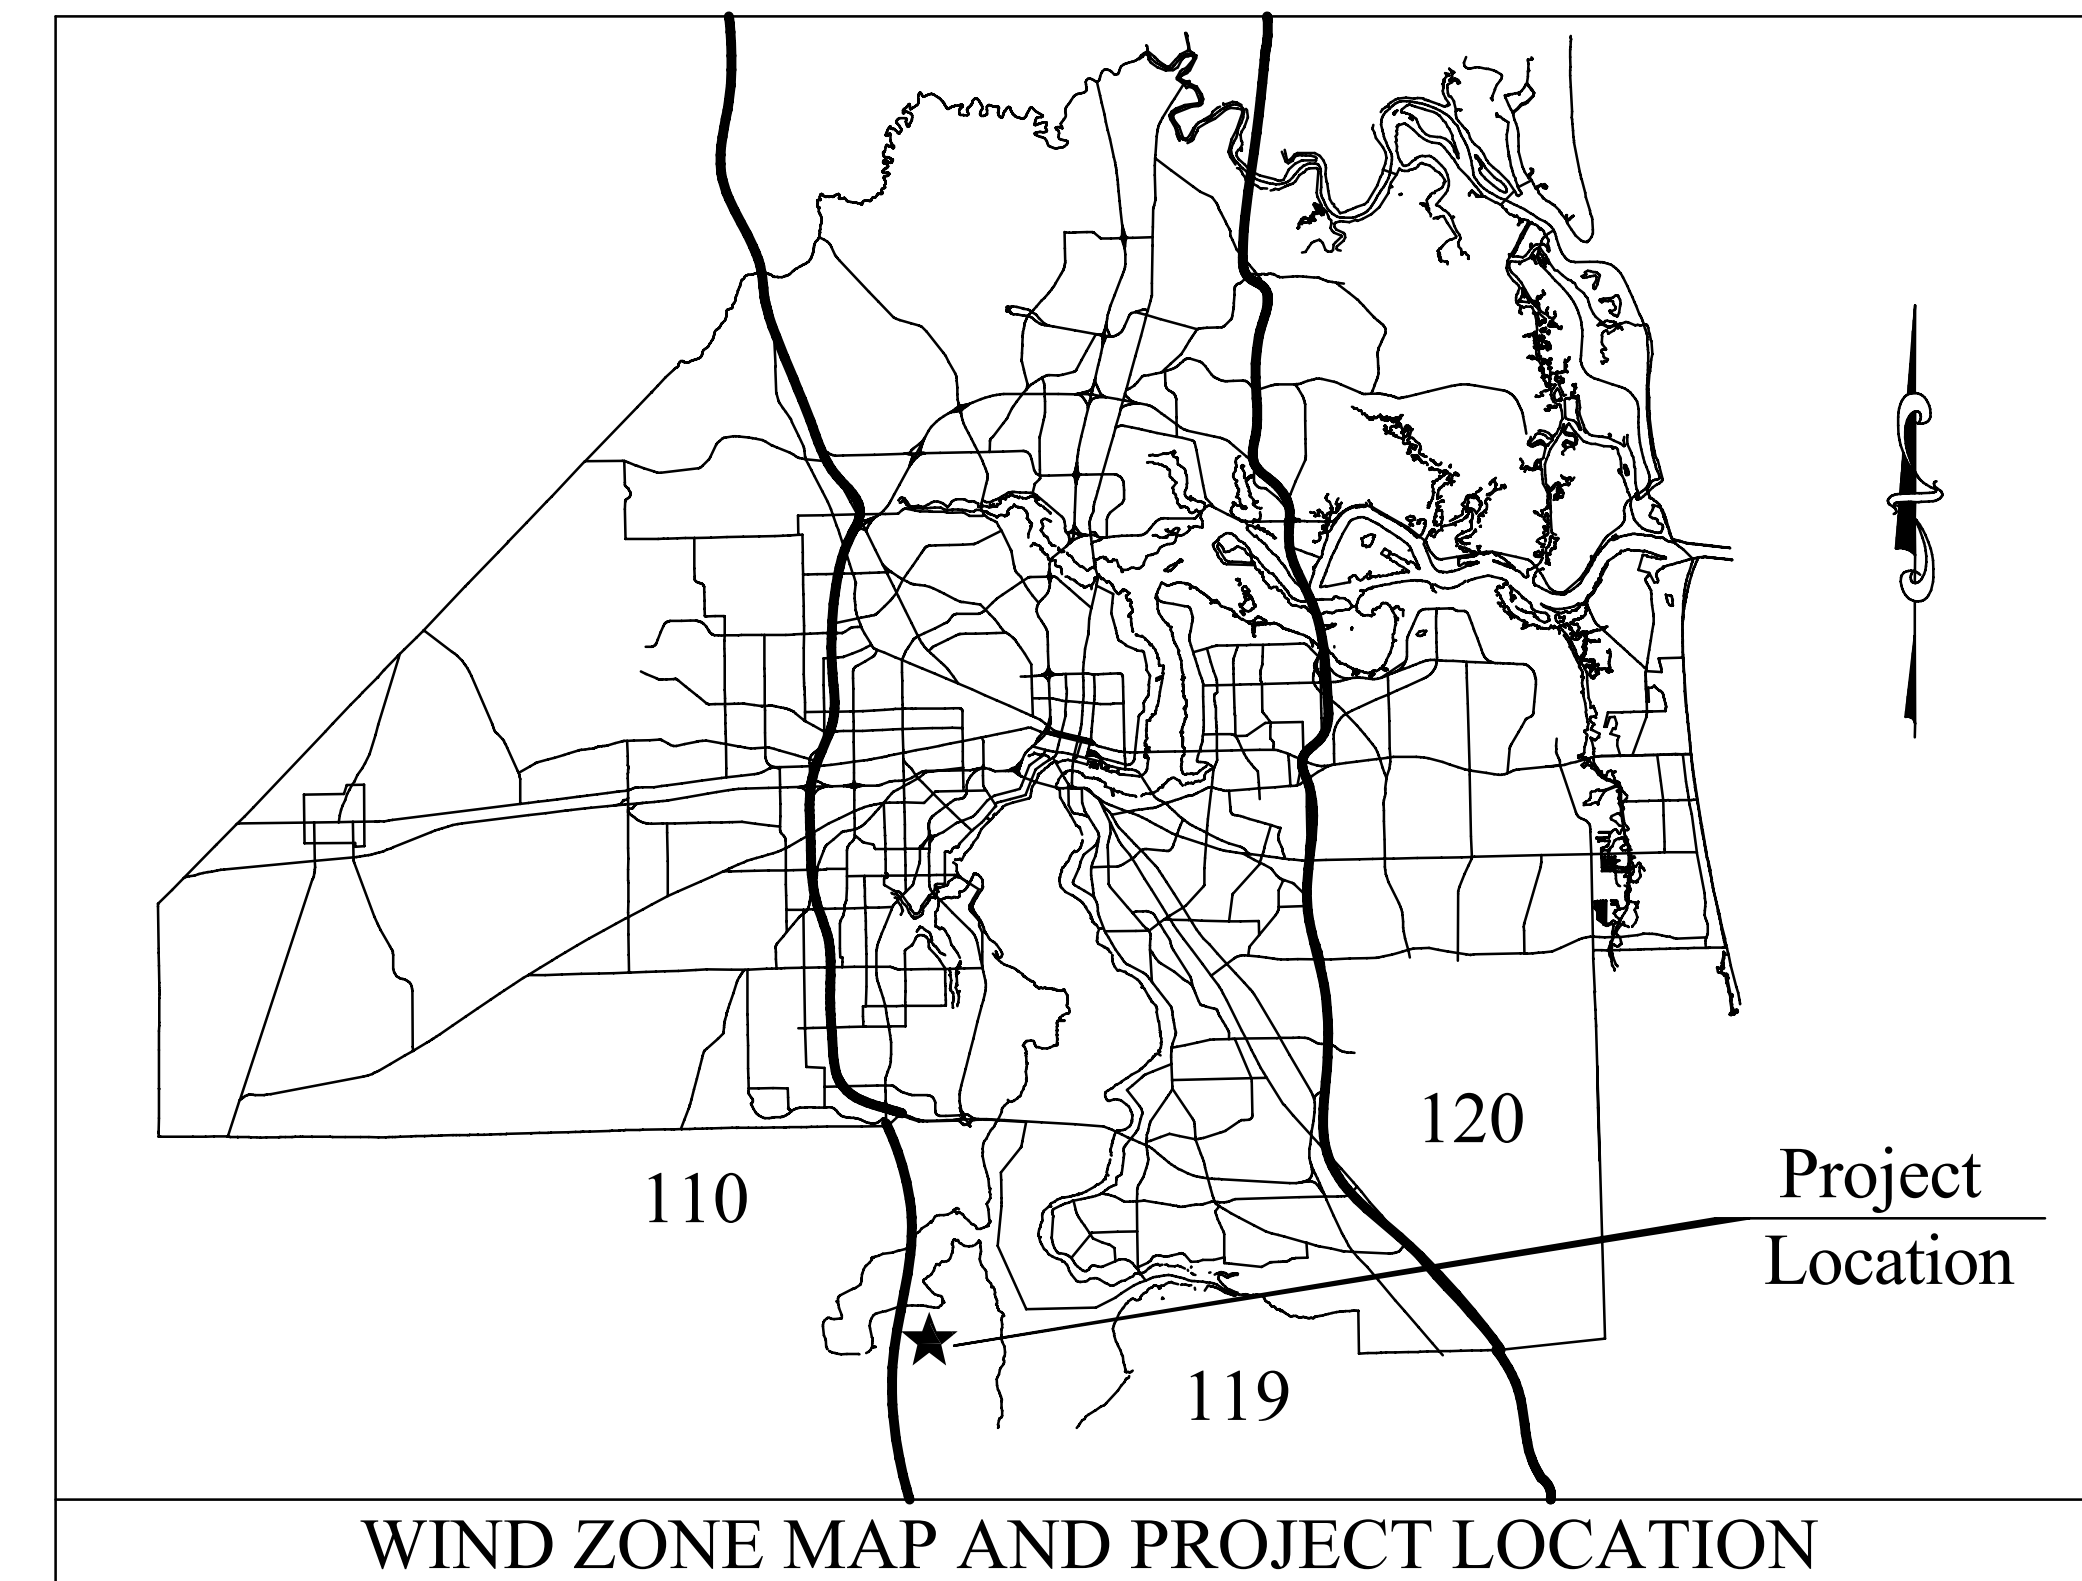 120
Project
Location
110
119
WIND ZONE MAP AND PROJECT LOCATION